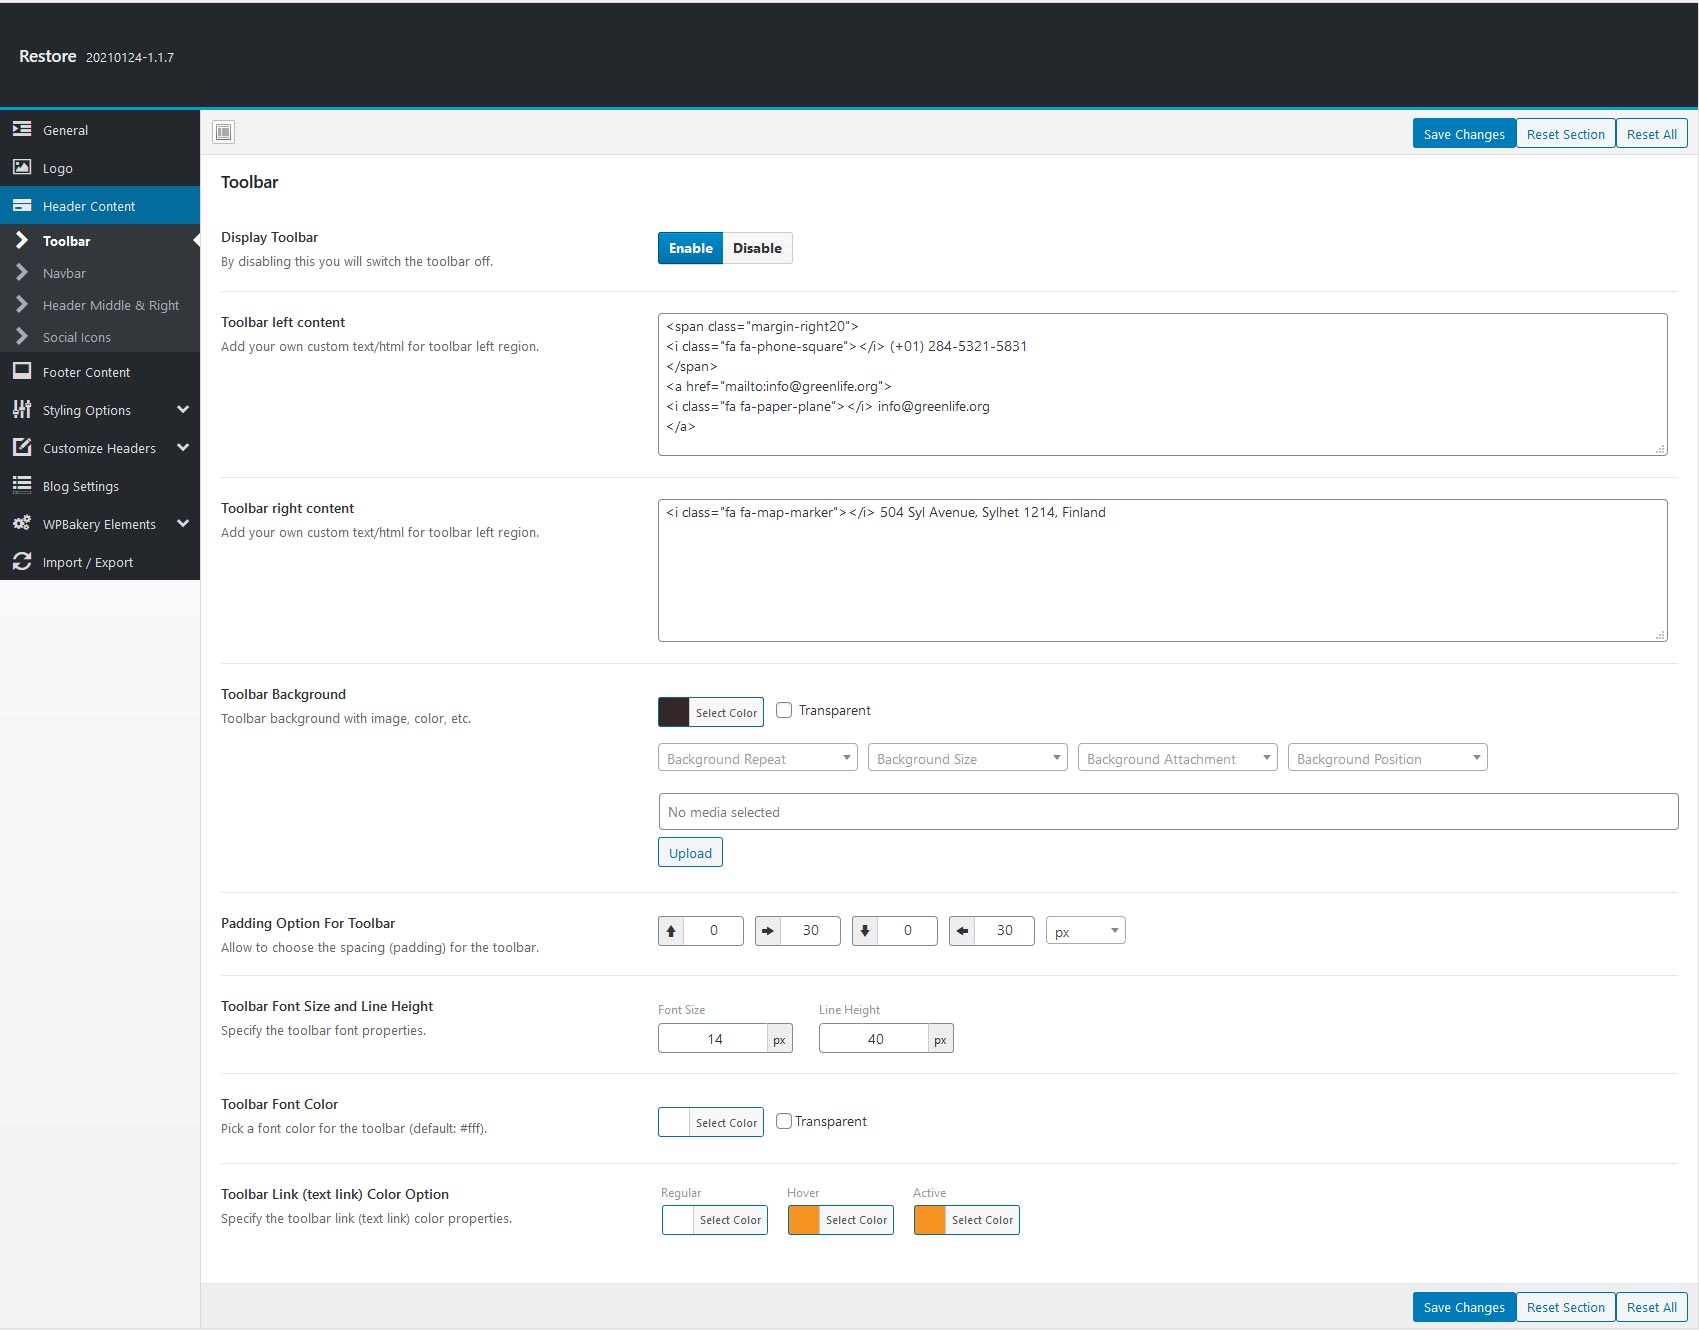 Restore 20210124-1.1.7
General
Logo
Header Content
Toolbar
Navbar
Header Middle & Right
Social Icons
Footer Content
Styling Options
Customize Headers
Blog Settings
WPBakery Elements
Import / Export
Save Changes Reset Section Reset All
Toolbar
Display Toolbar
By disabling this you will switch the toolbar off.
Enable Disable
Toolbar left content
Add your own custom text/html for toolbar left region.
<span class="margin-right20">
<i class="fa fa-phone-square"></i> (+01) 284-5321-5831
</span>
<a href="mailto:info@greenlife.org">
<i class="fa fa-paper-plane"></i> info@greenlife.org
</a>
Toolbar right content
Add your own custom text/html for toolbar left region.
<i class="fa fa-map-marker"></i> 504 Syl Avenue, Sylhet 1214, Finland
Toolbar Background
Toolbar background with image, color, etc.
Select Color Transparent
Background Repeat Background Size Background Attachment Background Position
No media selected
Upload
Padding Option For Toolbar
Allow to choose the spacing (padding) for the toolbar.
0 30 0 30 px
Toolbar Font Size and Line Height
Specify the toolbar font properties.
Font Size Line Height
14 px 40 px
Toolbar Font Color
Pick a font color for the toolbar (default: #fff).
Select Color Transparent
Toolbar Link (text link) Color Option
Specify the toolbar link (text link) color properties.
Regular Hover Active
Select Color Select Color Select Color
Save Changes Reset Section Reset All